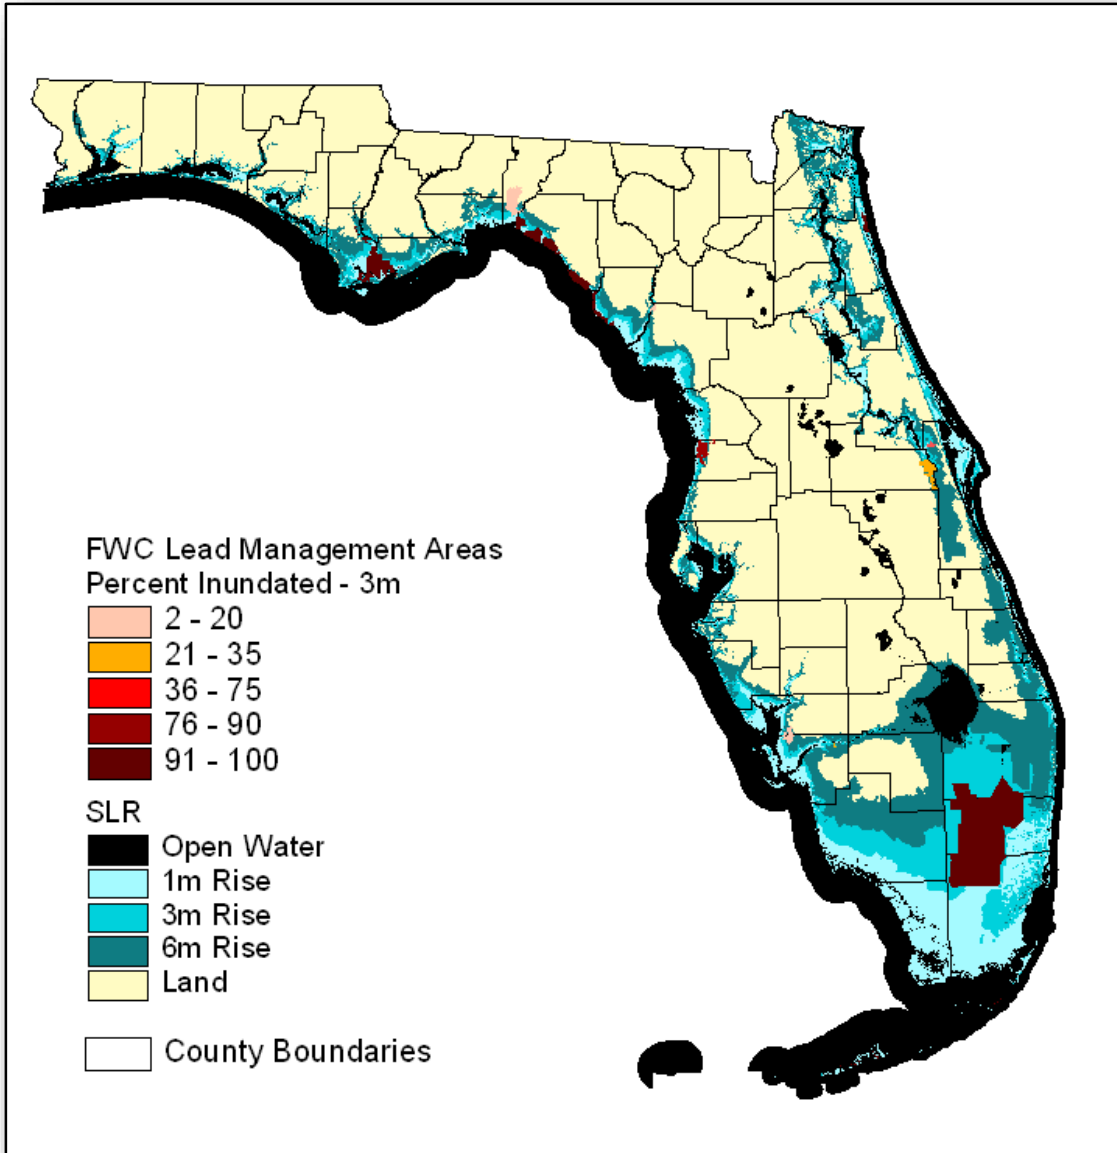 FWC Lead Management Areas
Percent Inundated - 3m
2 - 20
21 - 35
36 - 75
76 - 90
91 - 100
SLR
Open Water
1m Rise
3m Rise
6m Rise
Land
County Boundaries